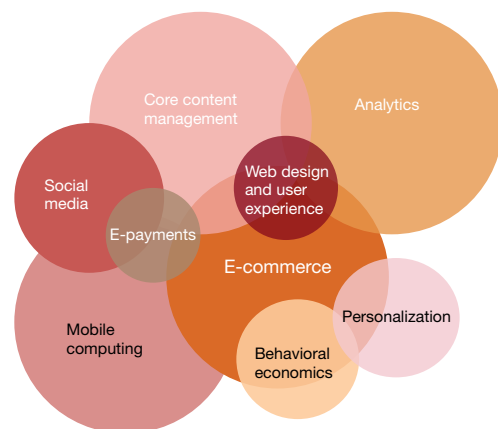 Core content
management
Analytics
Social
media
Web design
and user
experience
E-payments
E-commerce
Mobile
computing
Personalization
Behavioral
economics